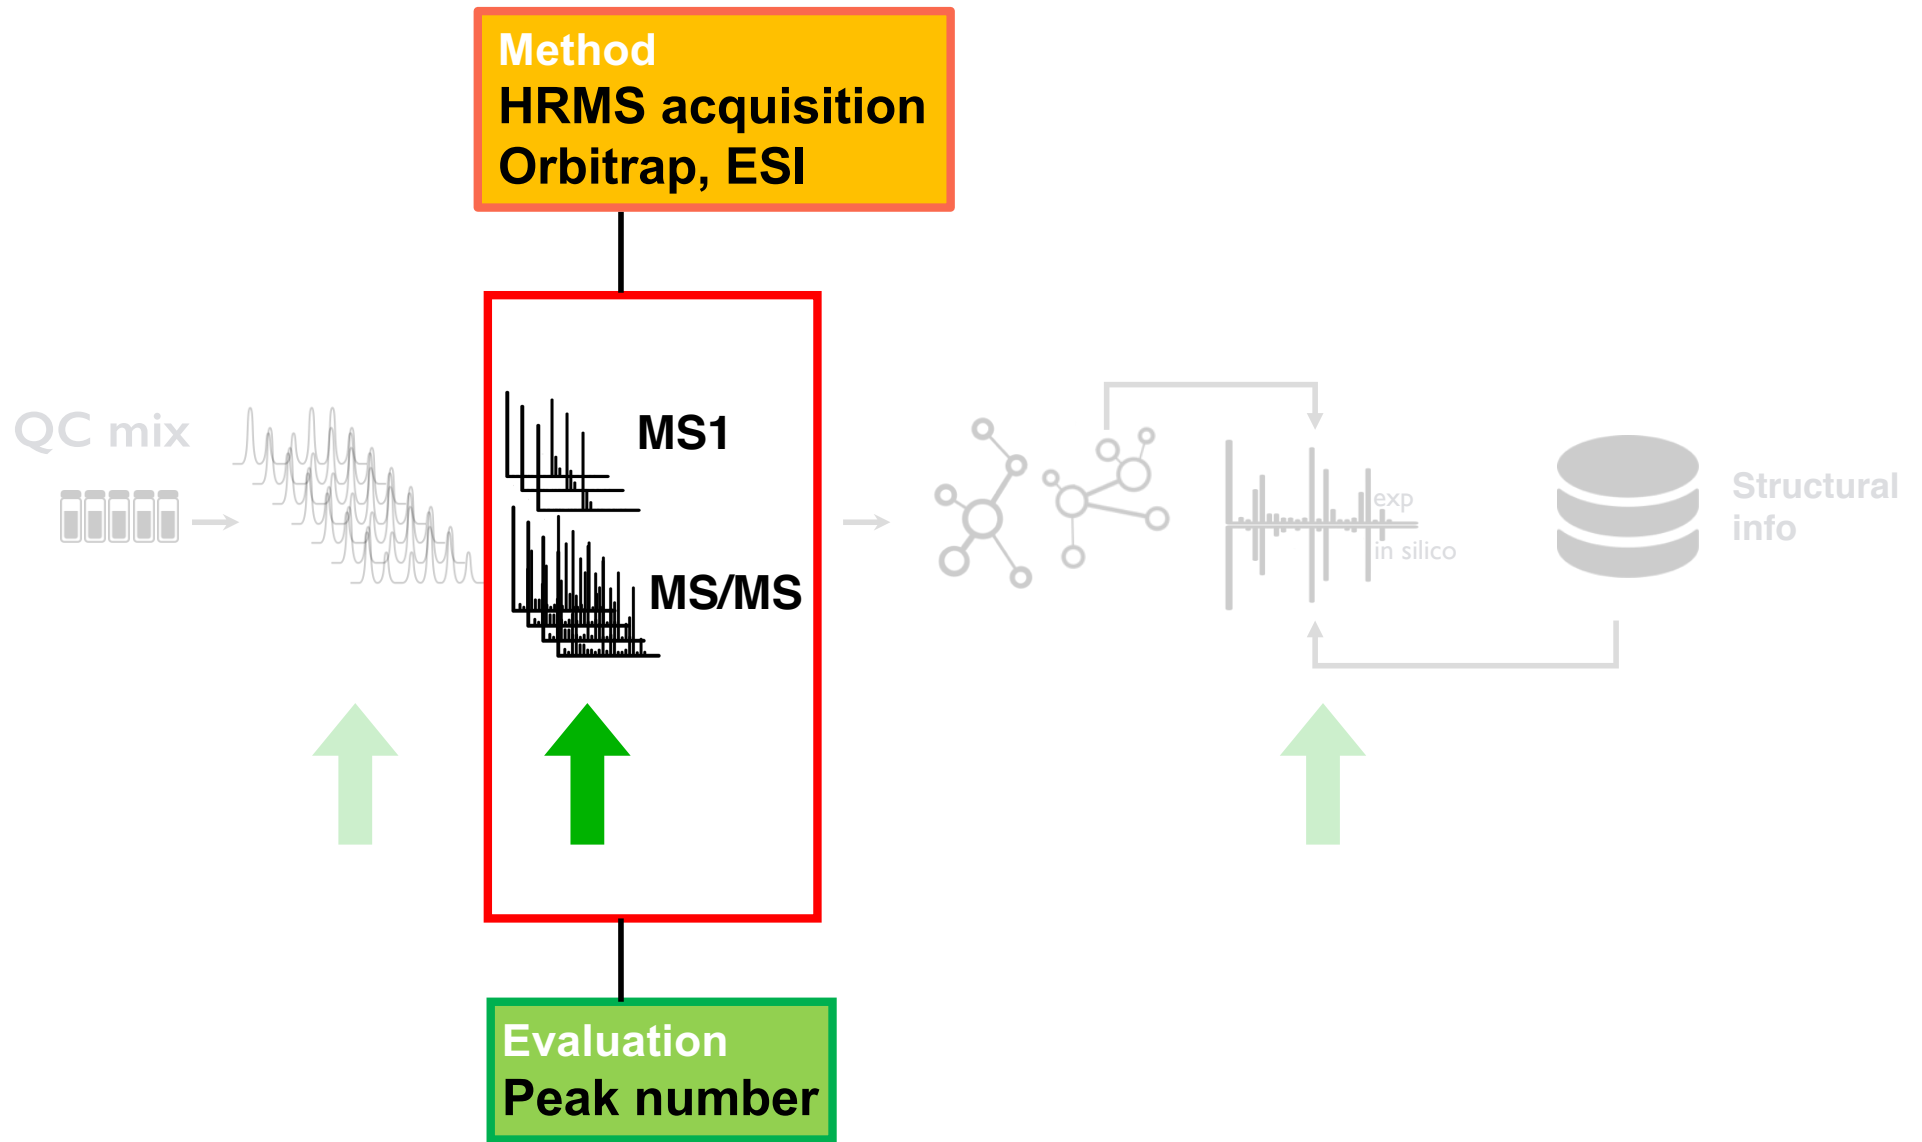 Method
HRMS acquisition
Orbitrap, ESI
QC mix
MS1
MS/MS
exp
in silico
Structural
info
Evaluation
Peak number